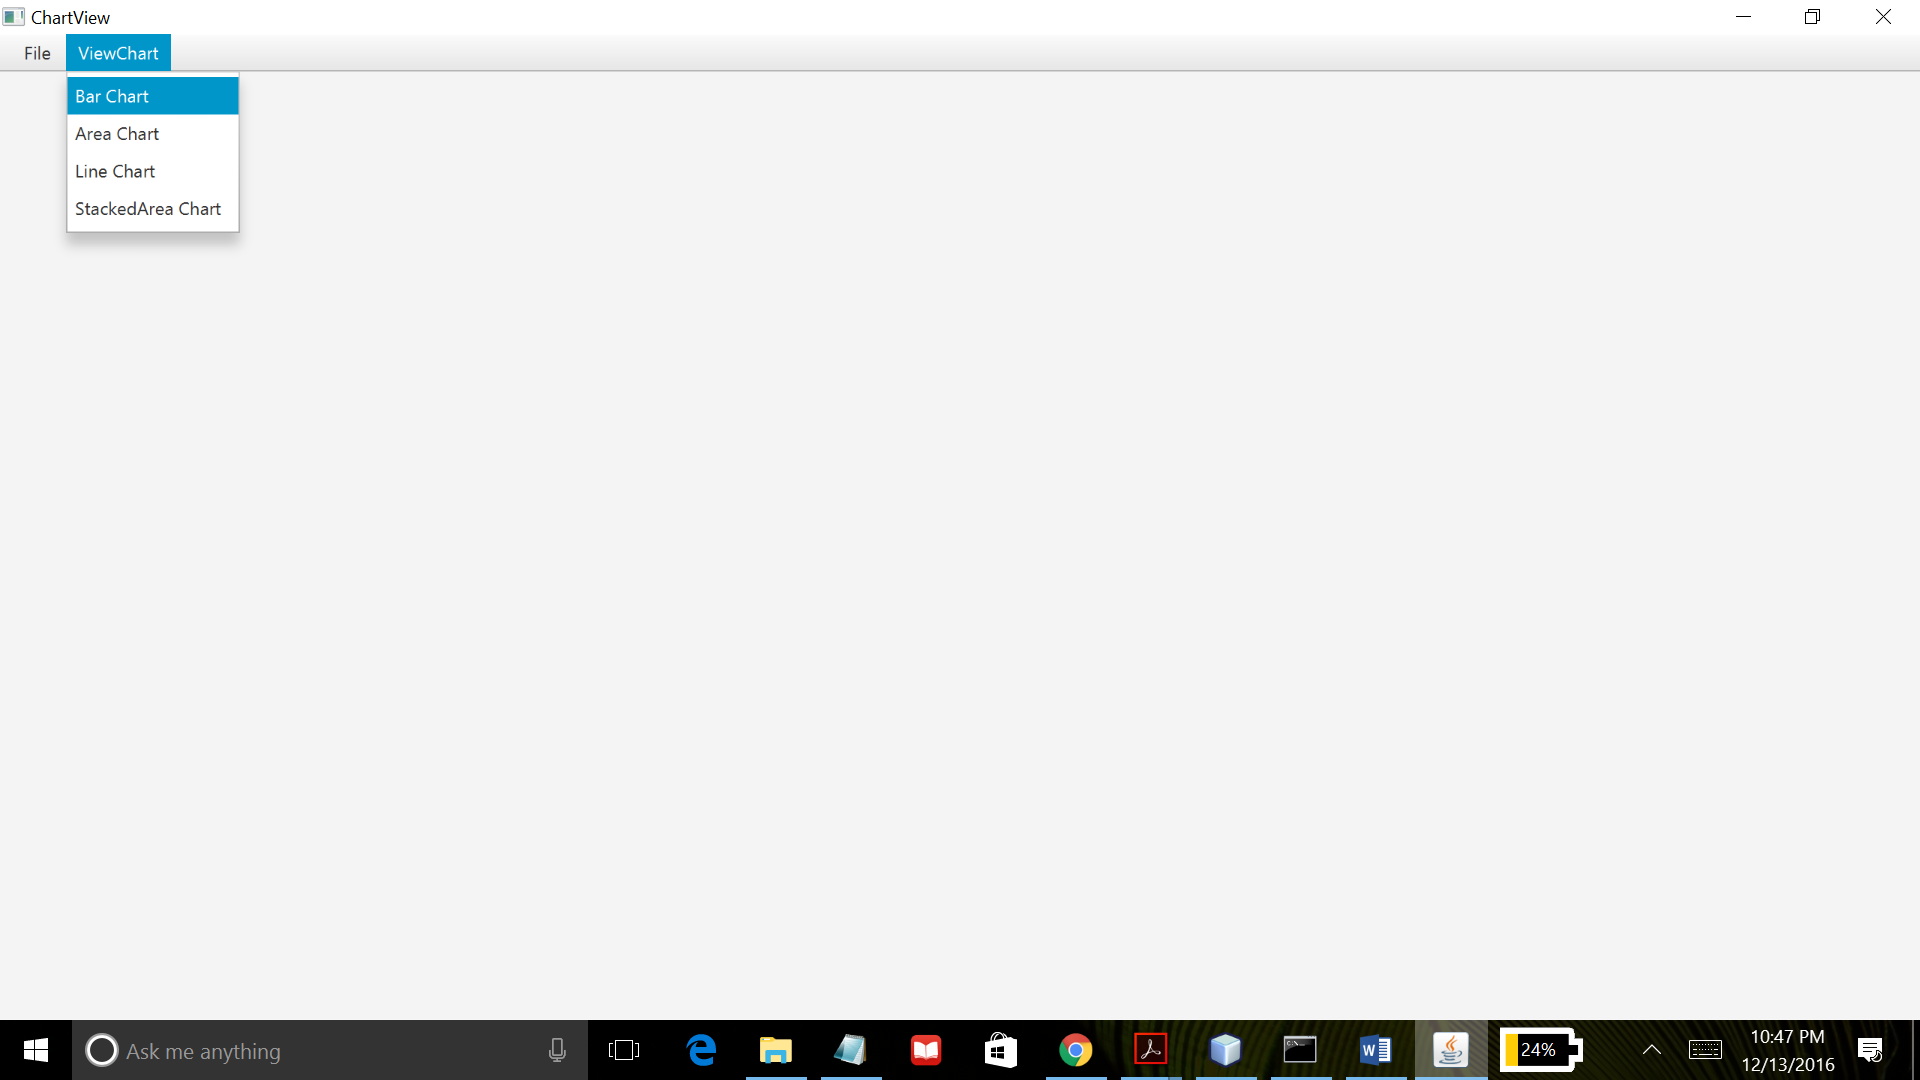 ChartView
File ViewChart
Bar Chart
Area Chart
Line Chart
StackedArea Chart
Ask me anything
24%
10:47 PM
12/13/2016